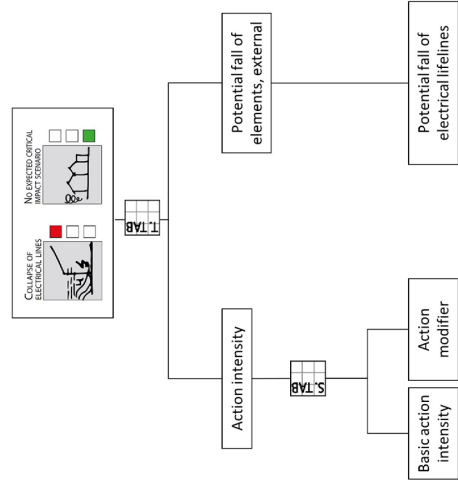 COLLAPSE OF
ELECTRICAL LINES
NO EXPECTED CRITICAL
IMPACT SCENARIO
T. TAB
Action intensity
Potential fall of
elements, external
S. TAB
Basic action
intensity
Action
modifier
Potential fall of
electrical lifelines